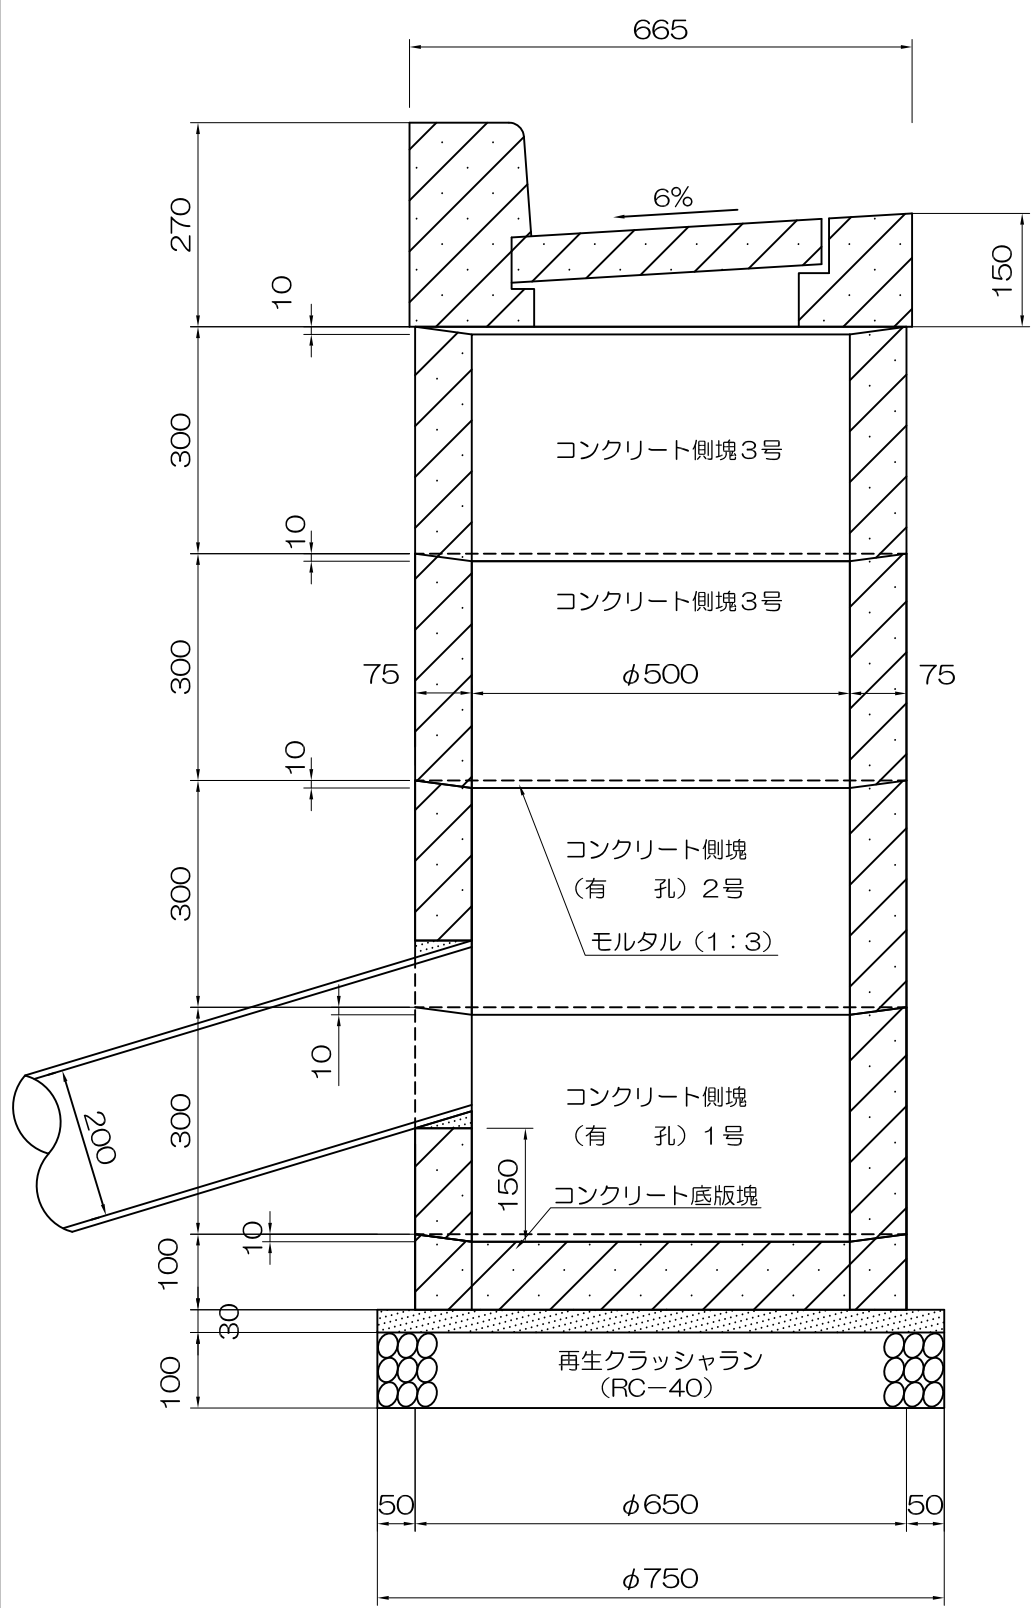 665
270
6%
150
10
300
コンクリート側塊3号
10
コンクリート側塊3号
300
75
φ500
75
10
コンクリート側塊
（有　　孔）2号
300
モルタル（1：3）
10
コンクリート側塊
（有　　孔）1号
300
200
150
コンクリート底版塊
10
100
30
再生クラッシャラン
（RC－40）
100
50
φ650
50
φ750